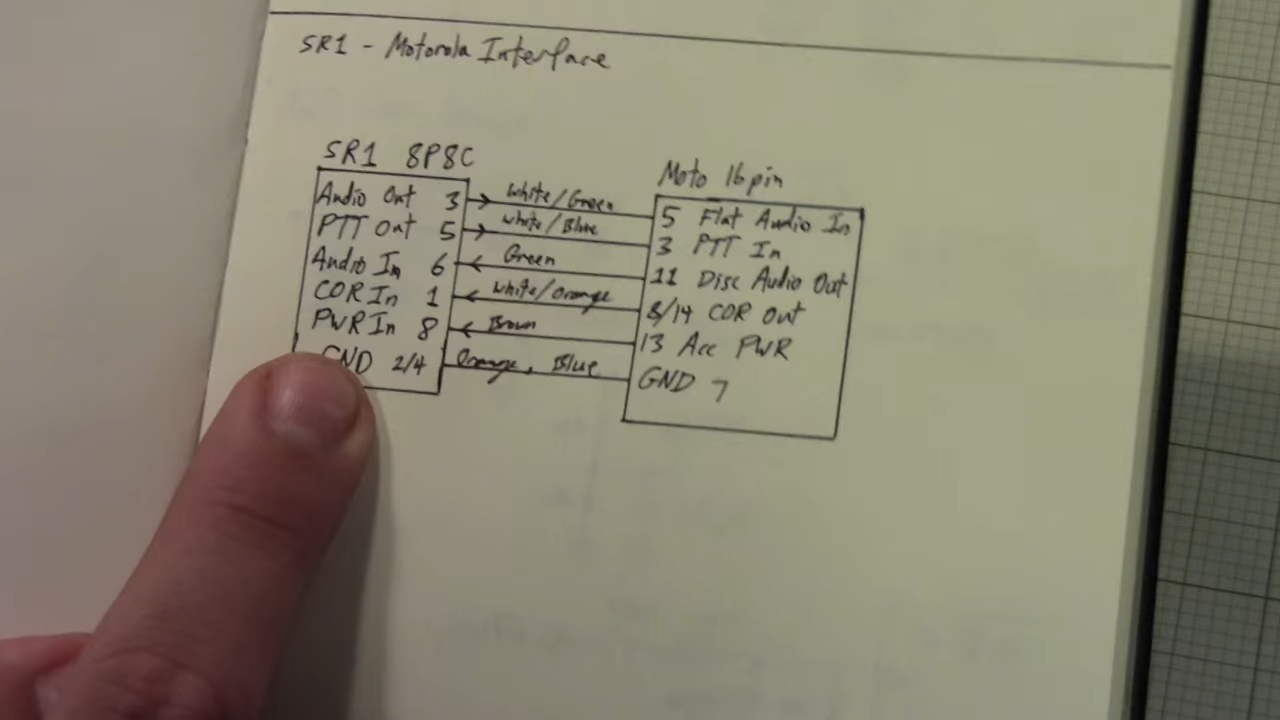 SR1 - Motorola Interface
SR1 8P8C
Audio Out 3
PTT Out 5
Audio In 6
COR In 1
PWR In 8
GND 2/4
White/Green
White/Blue
Green
White/Orange
Brown
Orange, Blue
Moto 16pin
5 Flat Audio In
3 PTT In
11 Disc Audio Out
8/14 COR Out
13 Acc PWR
GND 7